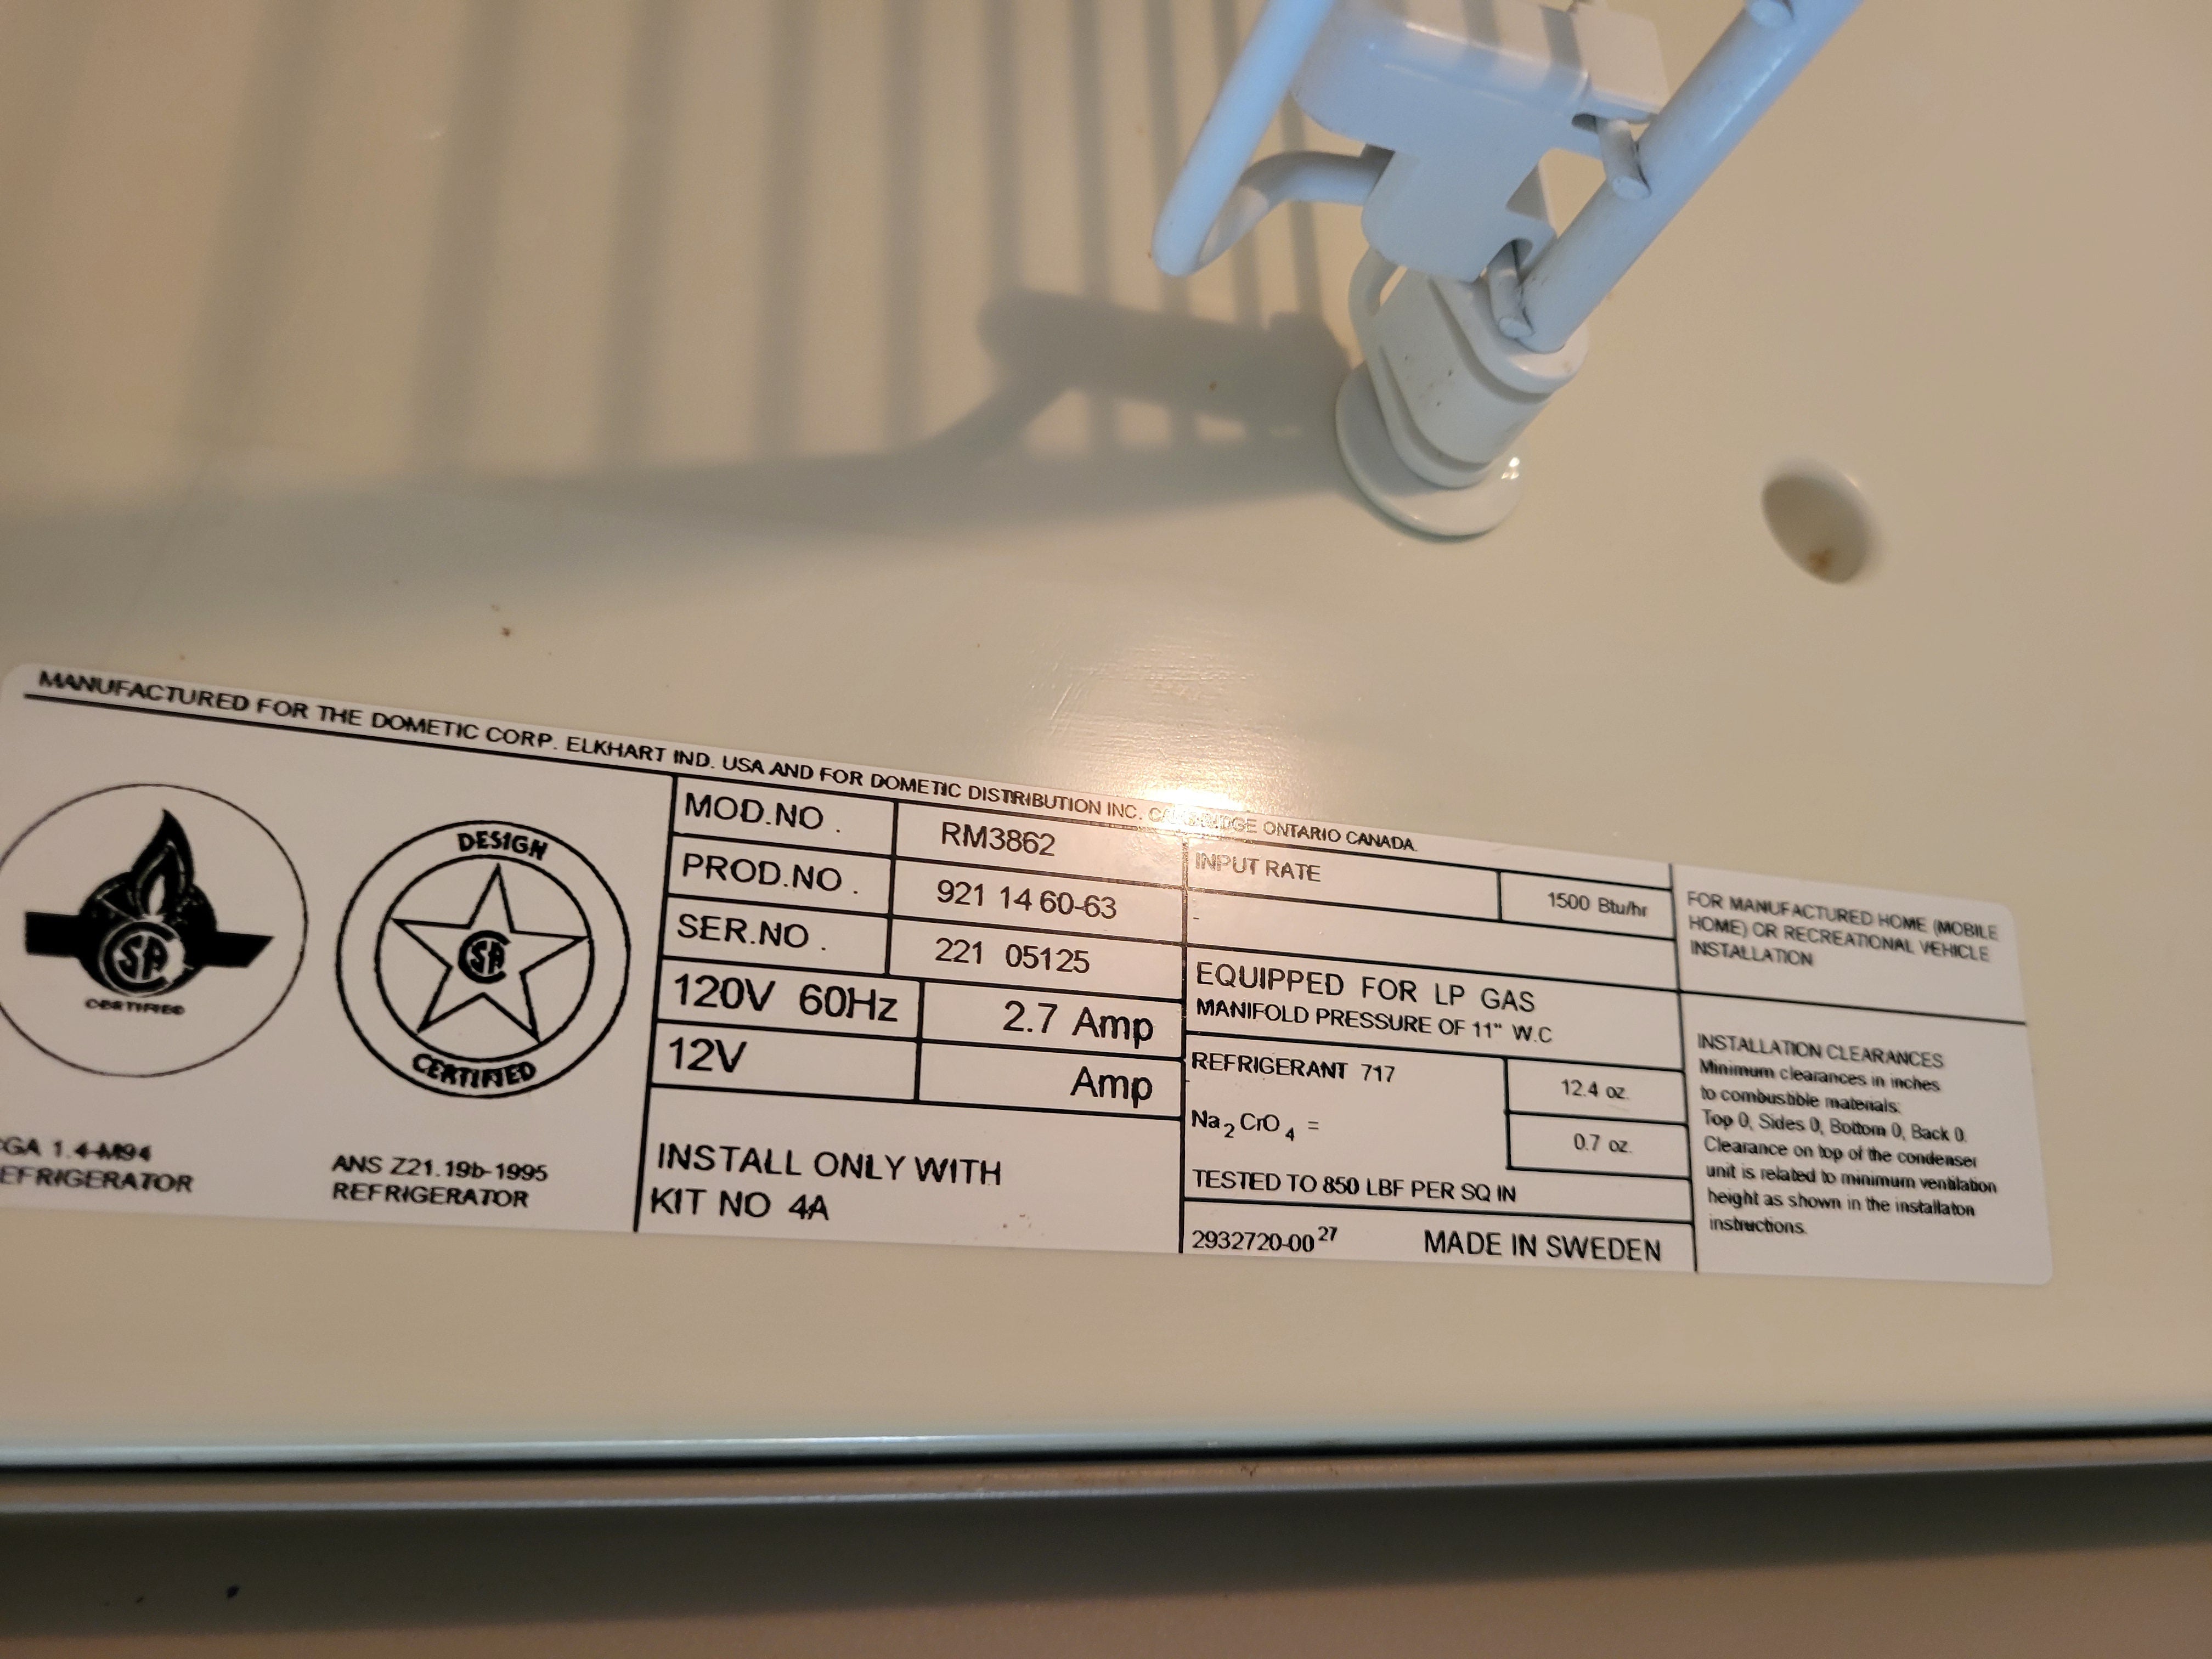 MANUFACTURED FOR THE DOMETIC CORP. ELKHART IND. USA AND FOR DOMETIC DISTRIBUTION INC. CAMBRIDGE ONTARIO CANADA.
SA
CERTIFIED
GA 1.4-M94
EFRIGERATOR
DESIGN
SA
CERTIFIED
ANS Z21.19b-1995
REFRIGERATOR
MOD.NO . RM3862
PROD.NO . 921 14 60-63
SER.NO . 221 05125
120V 60Hz 2.7 Amp
12V Amp
INSTALL ONLY WITH
KIT NO 4A
INPUT RATE 1500 Btu/hr
-
EQUIPPED FOR LP GAS
MANIFOLD PRESSURE OF 11" W.C
REFRIGERANT 717 12.4 oz.
Na2CrO4 = 0.7 oz.
TESTED TO 850 LBF PER SQ IN
2932720-00 27 MADE IN SWEDEN
FOR MANUFACTURED HOME (MOBILE
HOME) OR RECREATIONAL VEHICLE
INSTALLATION
INSTALLATION CLEARANCES
Minimum clearances in inches
to combustible materials:
Top 0, Sides 0, Bottom 0, Back 0.
Clearance on top of the condenser
unit is related to minimum ventilation
height as shown in the installaton
instructions.